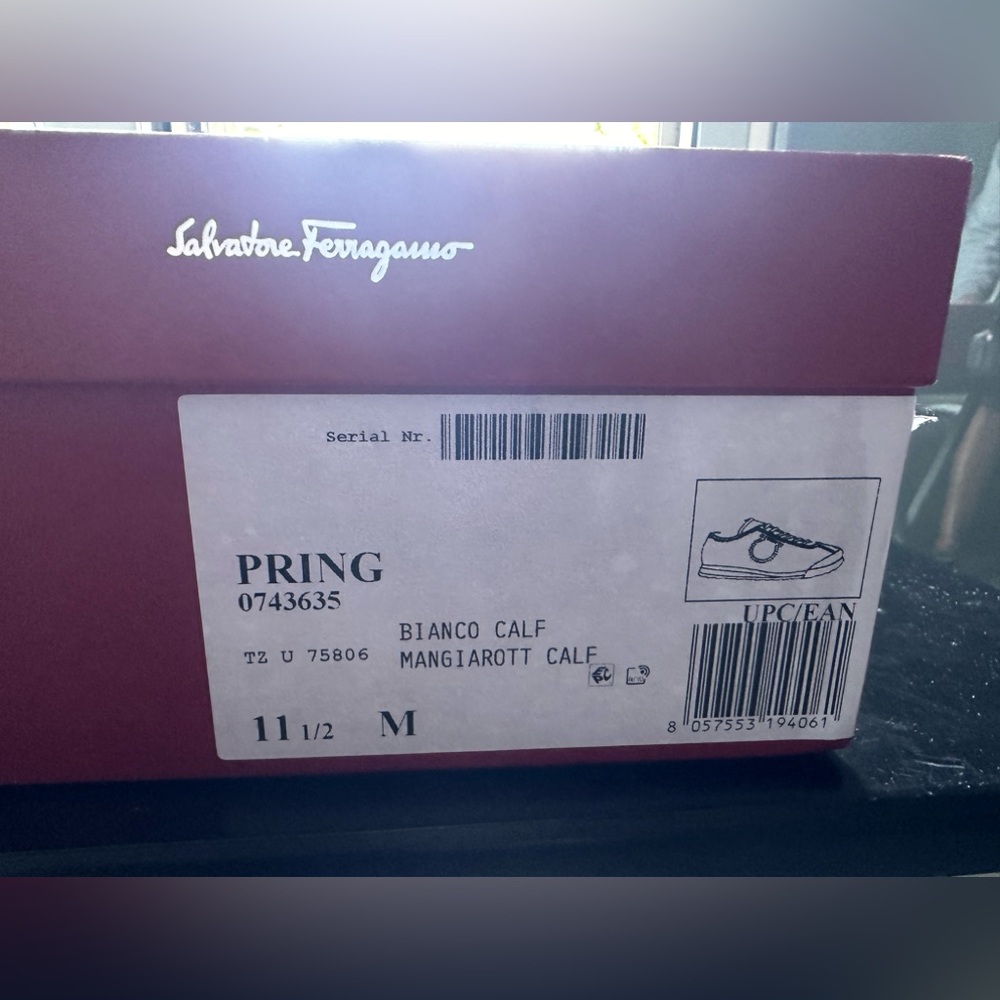 Salvatore Ferragamo
Serial Nr.
PRING
0743635
UPC/EAN
BIANCO CALF
TZ U 75806 MANGIAROTT CALF
11 1/2 M
8 057553 194061